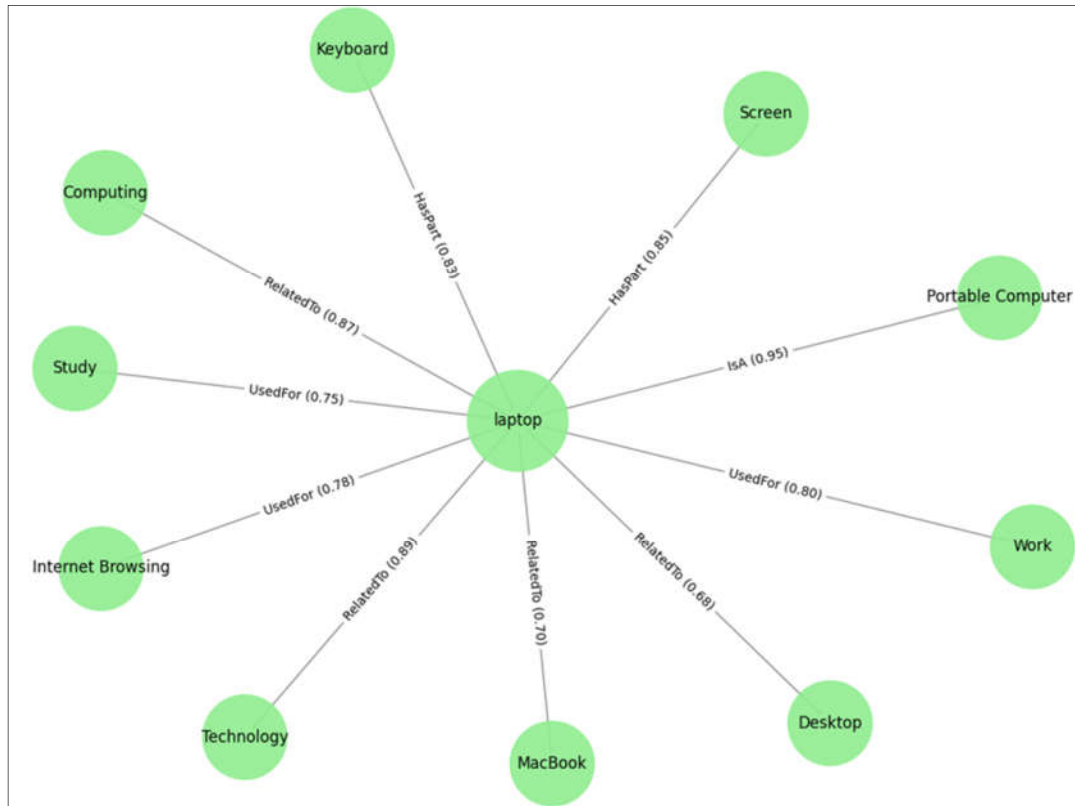 Keyboard
Screen
Computing
HasPart (0.83)
HasPart (0.85)
Portable Computer
RelatedTo (0.87)
IsA (0.95)
Study
UsedFor (0.75)
laptop
UsedFor (0.78)
UsedFor (0.80)
Internet Browsing
RelatedTo (0.89)
RelatedTo (0.70)
RelatedTo (0.68)
Work
Technology
MacBook
Desktop